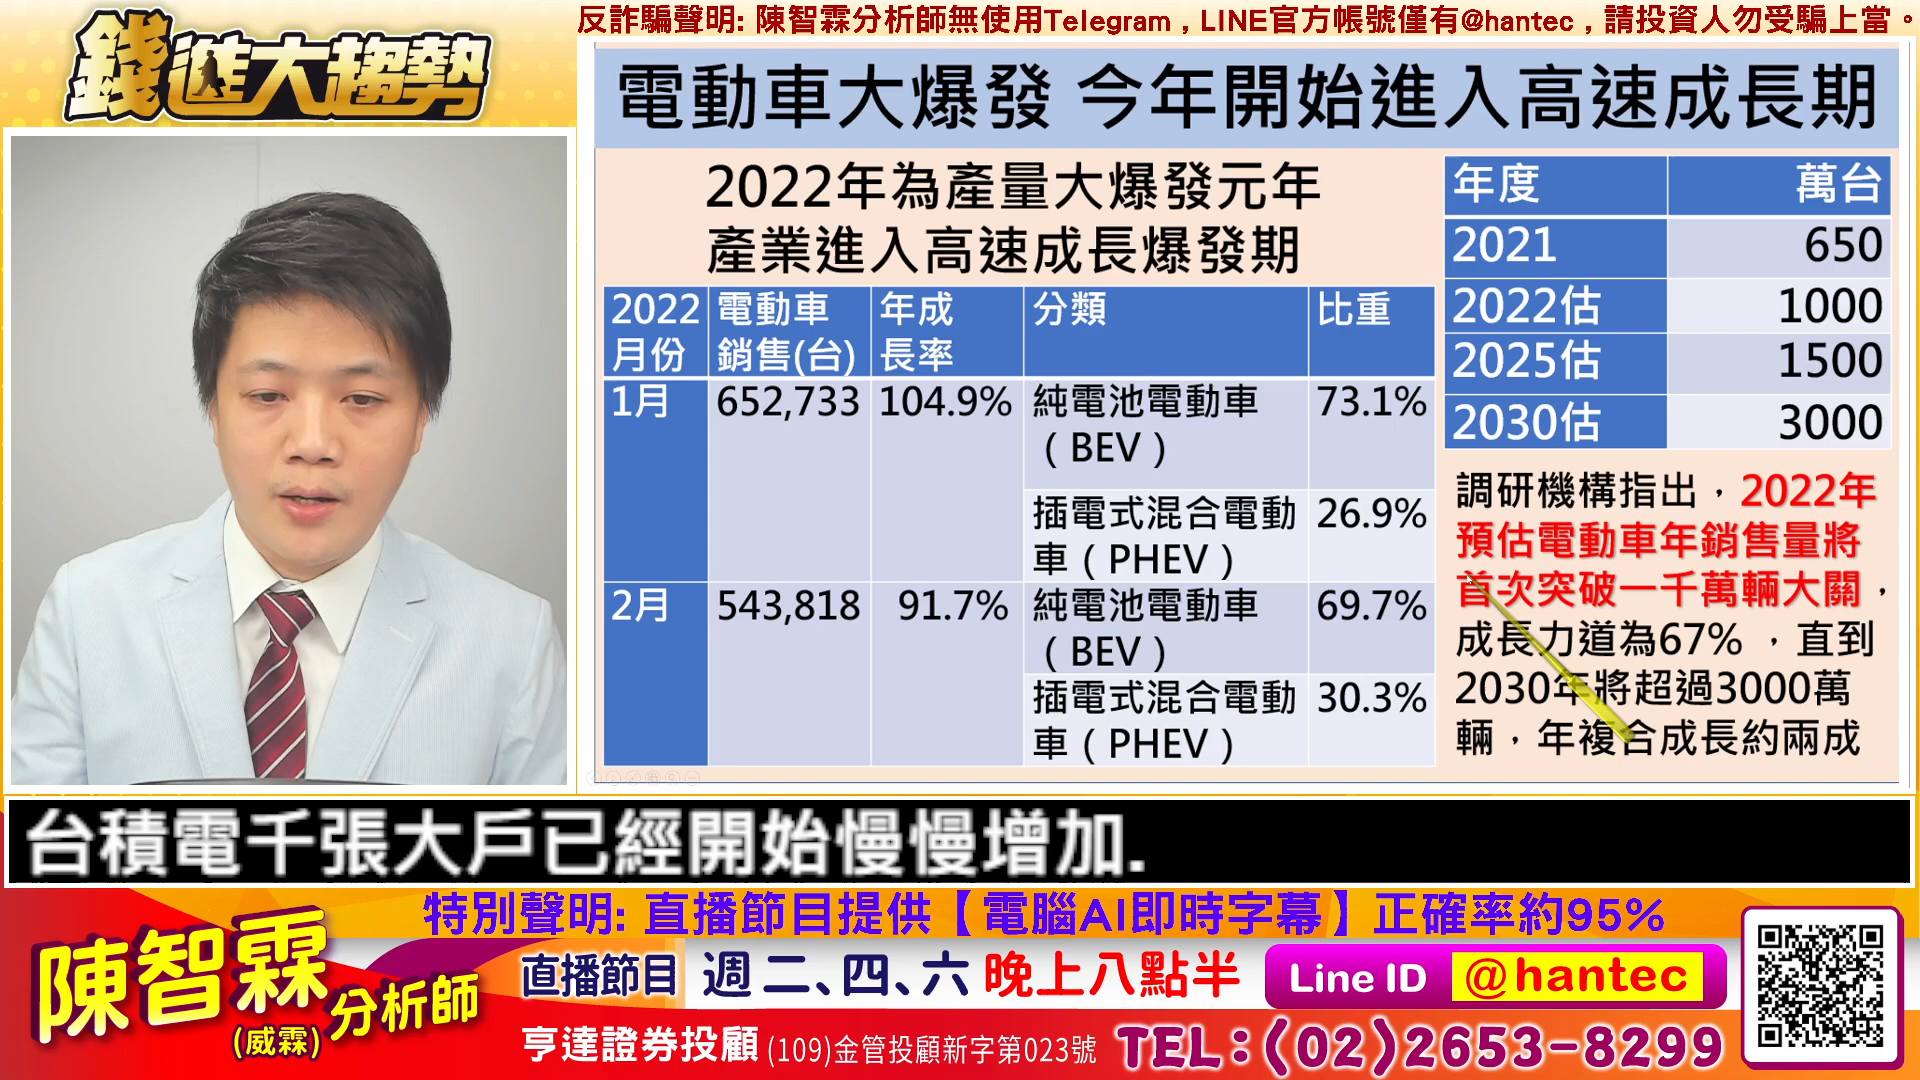 反詐騙聲明: 陳智霖分析師無使用Telegram , LINE官方帳號僅有@hantec , 請投資人勿受騙上當。
錢進大趨勢
電動車大爆發 今年開始進入高速成長期
2022年為產量大爆發元年
產業進入高速成長爆發期
2022月份 電動車銷售(台) 年成長率 分類 比重
1月 652,733 104.9% 純電池電動車（BEV） 73.1%
插電式混合電動車（PHEV） 26.9%
2月 543,818 91.7% 純電池電動車（BEV） 69.7%
插電式混合電動車（PHEV） 30.3%
年度 萬台
2021 650
2022估 1000
2025估 1500
2030估 3000
調研機構指出，2022年
預估電動車年銷售量將
首次突破一千萬輛大關，
成長力道為67% ，直到
2030年將超過3000萬
輛，年複合成長約兩成
台積電千張大戶已經開始慢慢增加.
特別聲明: 直播節目提供【電腦AI即時字幕】正確率約95%
陳智霖分析師
(威霖)
直播節目 週二、四、六 晚上八點半
Line ID @hantec
亨達證券投顧 (109)金管投顧新字第023號 TEL:(02)2653-8299